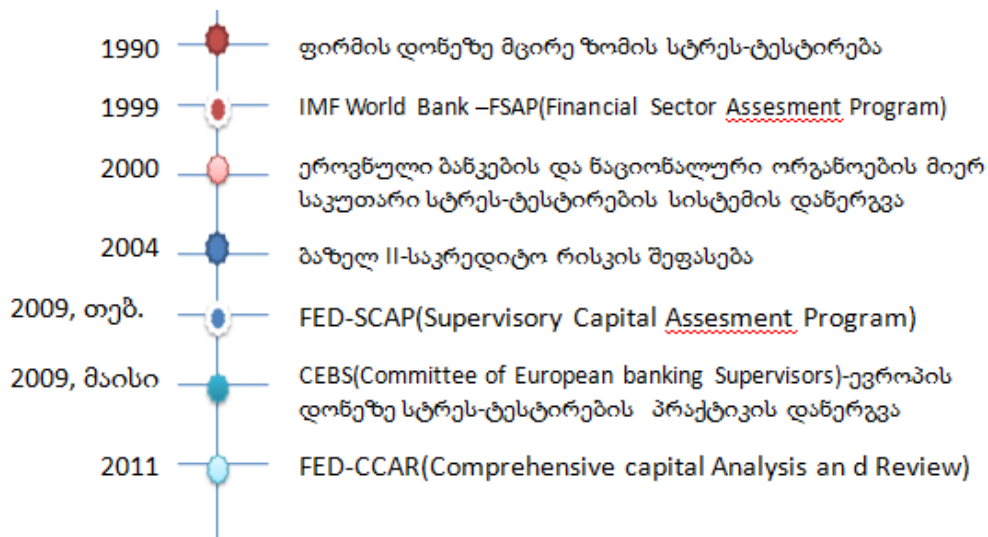 1990 ფირმის დონეზე მცირე ზომის სტრეს-ტესტირება
1999 IMF World Bank –FSAP(Financial Sector Assesment Program)
2000 ეროვნული ბანკების და ნაციონალური ორგანოების მიერ
საკუთარი სტრეს-ტესტირების სისტემის დანერგვა
2004 ბაზელ II-საკრედიტო რისკის შეფასება
2009, თებ. FED-SCAP(Supervisory Capital Assesment Program)
2009, მაისი CEBS(Committee of European banking Supervisors)-ევროპის
დონეზე სტრეს-ტესტირების პრაქტიკის დანერგვა
2011 FED-CCAR(Comprehensive capital Analysis an d Review)